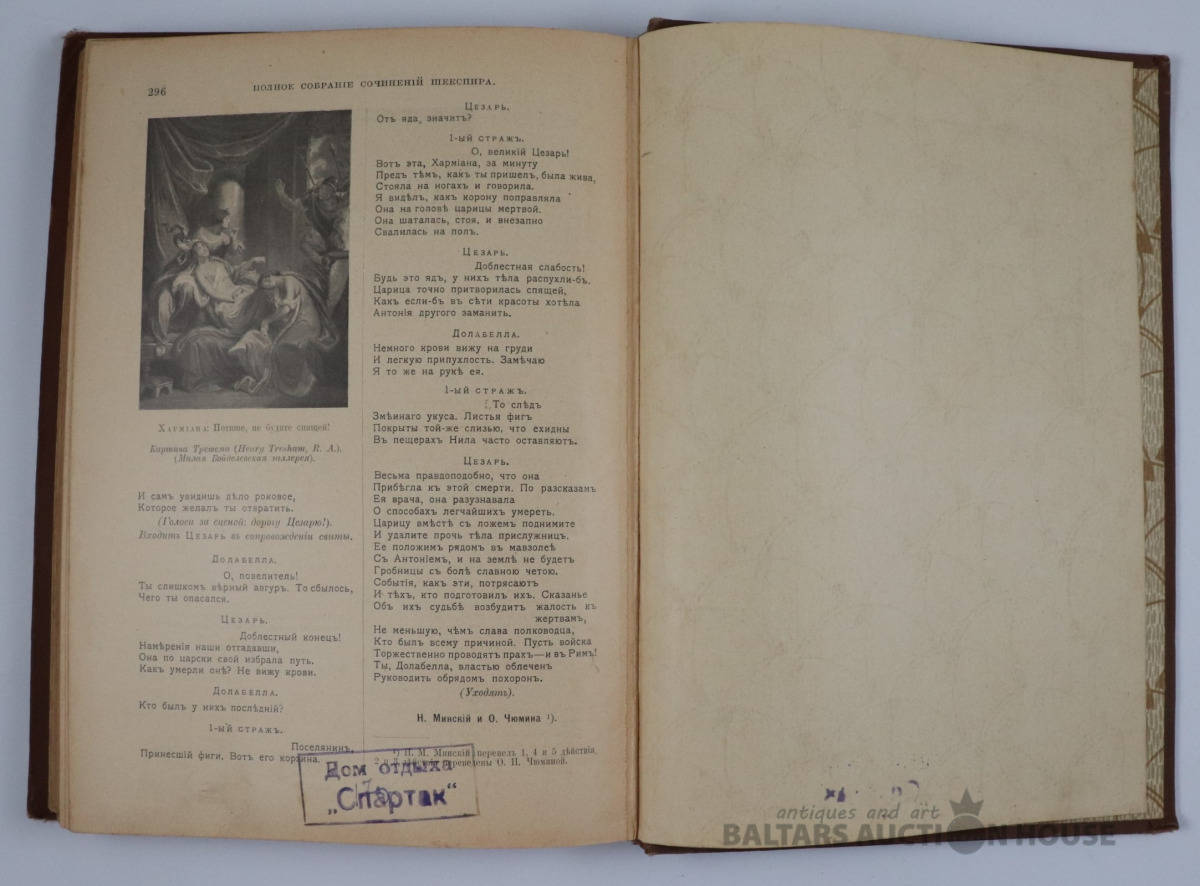 296
ПОЛНОЕ СОБРАНІЕ СОЧИНЕНІЙ ШЕКСПИРА.
Харміана: Потише, не будите спящей!
Картина Трешема (Henry Tresham, R. A.).
(Малая Бойделевская галлерея).
И самъ увидишь дѣло роковое,
Которое желалъ ты отвратить.
(Голоса за сценой: дорогу Цезарю!).
Входитъ Цезарь въ сопровожденіи свиты.
Долабелла.
О, повелитель!
Ты слишкомъ вѣрный авгуръ. То сбылось,
Чего ты опасался.
Цезарь.
Доблестный конецъ!
Намѣренія наши отгадавши,
Она по царски свой избрала путь.
Какъ умерли онѣ? Не вижу крови.
Долабелла.
Кто былъ у нихъ послѣдній?
1-ый стражъ.
Поселянинъ,
Принесшій фиги. Вотъ его корзина.
Цезарь.
Отъ яда, значитъ?
1-ый стражъ.
О, великій Цезарь!
Вотъ эта, Харміана, за минуту
Предъ тѣмъ, какъ ты пришелъ, была жива,
Стояла на ногахъ и говорила.
Я видѣлъ, какъ корону поправляла
Она на головѣ царицы мертвой.
Она шаталась, стоя, и внезапно
Свалилась на полъ.
Цезарь.
Доблестная слабость!
Будь это ядъ, у нихъ тѣла распухли-бъ.
Царица точно притворилась спящей,
Какъ если-бъ въ сѣти красоты хотѣла
Антонія другого заманить.
Долабелла.
Немного крови вижу на груди
И легкую припухлость. Замѣчаю
Я то же на рукѣ ея.
1-ый стражъ.
То слѣдъ
Змѣинаго укуса. Листья фигъ
Покрыты той-же слизью, что ехидны
Въ пещерахъ Нила часто оставляютъ.
Цезарь.
Весьма правдоподобно, что она
Прибѣгла къ этой смерти. По разсказамъ
Ея врача, она разузнавала
О способахъ легчайшихъ умереть.
Царицу вмѣстѣ съ ложемъ поднимите
И удалите прочь тѣла прислужницъ.
Ее положимъ рядомъ въ мавзолеѣ
Съ Антоніемъ, и на землѣ не будетъ
Гробницы съ болѣ славною четою.
Событія, какъ эти, потрясаютъ
И тѣхъ, кто подготовилъ ихъ. Сказанье
Объ ихъ судьбѣ возбудитъ жалость къ
жертвамъ,
Не меньшую, чѣмъ слава полководца,
Кто былъ всему причиной. Пусть войска
Торжественно проводятъ прахъ—и въ Римъ!
Ты, Долабелла, властью облеченъ
Руководить обрядомъ похоронъ.
(Уходятъ).
Н. Минскій и О. Чюмина ¹).
¹) Н. М. Минскій перевелъ 1, 4 и 5 дѣйствія,
переведены О. Н. Чюминой.
Дом отдыха
„Спартак“
antiques and art
BALTARS AUCTION HOUSE